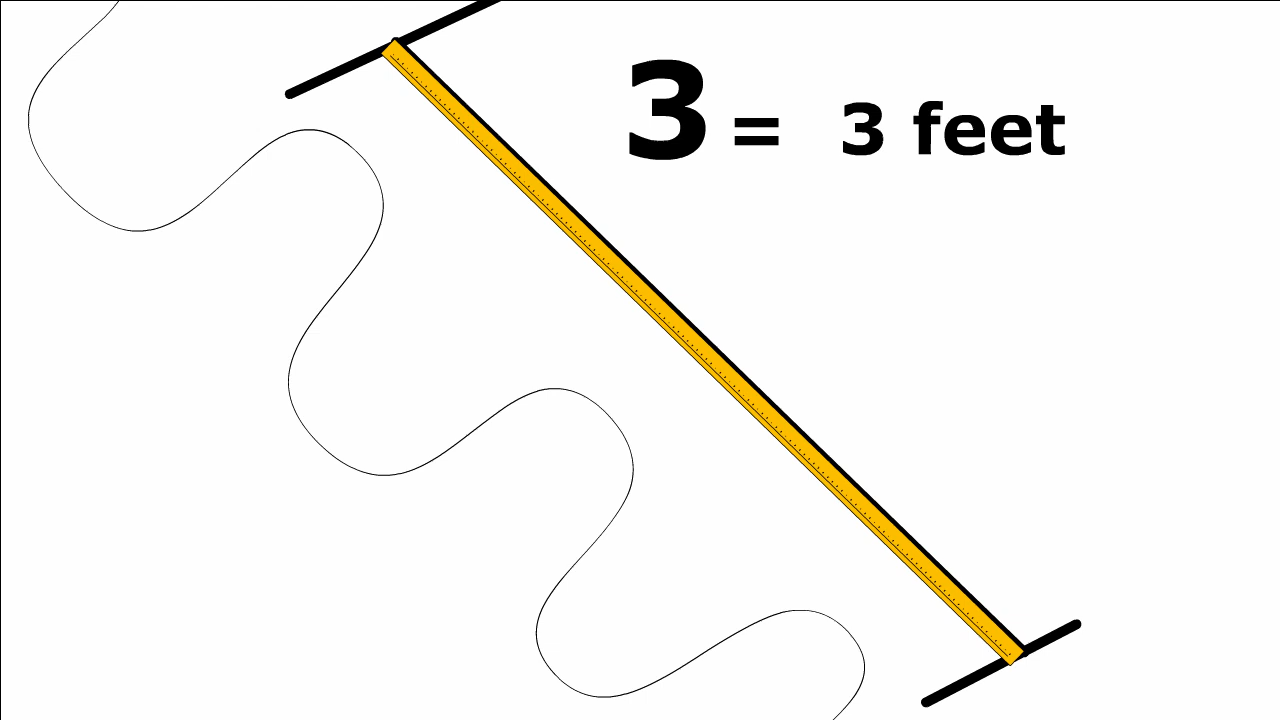 3 = 3 feet